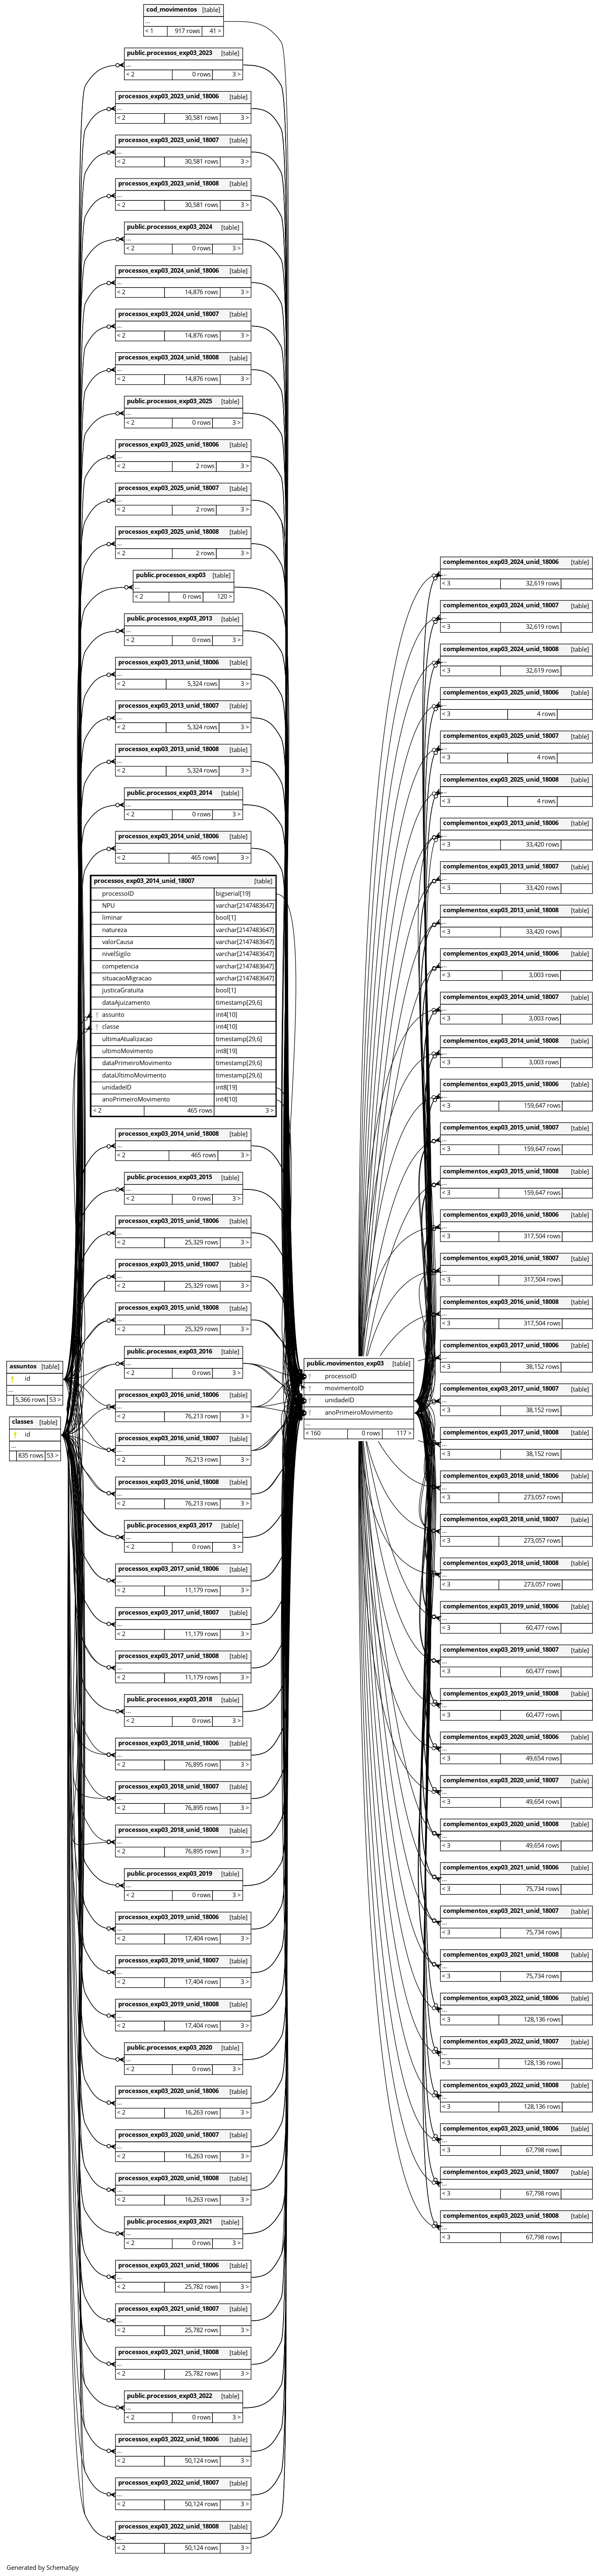 cod_movimentos [table]
...
< 1 917 rows 41 >
public.processos_exp03_2023 [table]
...
< 2 0 rows 3 >
processos_exp03_2023_unid_18006 [table]
...
< 2 30,581 rows 3 >
processos_exp03_2023_unid_18007 [table]
...
< 2 30,581 rows 3 >
processos_exp03_2023_unid_18008 [table]
...
< 2 30,581 rows 3 >
public.processos_exp03_2024 [table]
...
< 2 0 rows 3 >
processos_exp03_2024_unid_18006 [table]
...
< 2 14,876 rows 3 >
processos_exp03_2024_unid_18007 [table]
...
< 2 14,876 rows 3 >
processos_exp03_2024_unid_18008 [table]
...
< 2 14,876 rows 3 >
public.processos_exp03_2025 [table]
...
< 2 0 rows 3 >
processos_exp03_2025_unid_18006 [table]
...
< 2 2 rows 3 >
processos_exp03_2025_unid_18007 [table]
...
< 2 2 rows 3 >
processos_exp03_2025_unid_18008 [table]
...
< 2 2 rows 3 >
public.processos_exp03 [table]
...
< 2 0 rows 120 >
public.processos_exp03_2013 [table]
...
< 2 0 rows 3 >
processos_exp03_2013_unid_18006 [table]
...
< 2 5,324 rows 3 >
processos_exp03_2013_unid_18007 [table]
...
< 2 5,324 rows 3 >
processos_exp03_2013_unid_18008 [table]
...
< 2 5,324 rows 3 >
public.processos_exp03_2014 [table]
...
< 2 0 rows 3 >
processos_exp03_2014_unid_18006 [table]
...
< 2 465 rows 3 >
processos_exp03_2014_unid_18007 [table]
processoID bigserial[19]
NPU varchar[2147483647]
liminar bool[1]
natureza varchar[2147483647]
valorCausa varchar[2147483647]
nivelSigilo varchar[2147483647]
competencia varchar[2147483647]
situacaoMigracao varchar[2147483647]
justicaGratuita bool[1]
dataAjuizamento timestamp[29,6]
assunto int4[10]
classe int4[10]
ultimaAtualizacao timestamp[29,6]
ultimoMovimento int8[19]
dataPrimeiroMovimento timestamp[29,6]
dataUltimoMovimento timestamp[29,6]
unidadeID int8[19]
anoPrimeiroMovimento int4[10]
< 2 465 rows 3 >
processos_exp03_2014_unid_18008 [table]
...
< 2 465 rows 3 >
public.processos_exp03_2015 [table]
...
< 2 0 rows 3 >
processos_exp03_2015_unid_18006 [table]
...
< 2 25,329 rows 3 >
processos_exp03_2015_unid_18007 [table]
...
< 2 25,329 rows 3 >
processos_exp03_2015_unid_18008 [table]
...
< 2 25,329 rows 3 >
public.processos_exp03_2016 [table]
...
< 2 0 rows 3 >
processos_exp03_2016_unid_18006 [table]
...
< 2 76,213 rows 3 >
processos_exp03_2016_unid_18007 [table]
...
< 2 76,213 rows 3 >
processos_exp03_2016_unid_18008 [table]
...
< 2 76,213 rows 3 >
public.processos_exp03_2017 [table]
...
< 2 0 rows 3 >
processos_exp03_2017_unid_18006 [table]
...
< 2 11,179 rows 3 >
processos_exp03_2017_unid_18007 [table]
...
< 2 11,179 rows 3 >
processos_exp03_2017_unid_18008 [table]
...
< 2 11,179 rows 3 >
public.processos_exp03_2018 [table]
...
< 2 0 rows 3 >
processos_exp03_2018_unid_18006 [table]
...
< 2 76,895 rows 3 >
processos_exp03_2018_unid_18007 [table]
...
< 2 76,895 rows 3 >
processos_exp03_2018_unid_18008 [table]
...
< 2 76,895 rows 3 >
public.processos_exp03_2019 [table]
...
< 2 0 rows 3 >
processos_exp03_2019_unid_18006 [table]
...
< 2 17,404 rows 3 >
processos_exp03_2019_unid_18007 [table]
...
< 2 17,404 rows 3 >
processos_exp03_2019_unid_18008 [table]
...
< 2 17,404 rows 3 >
public.processos_exp03_2020 [table]
...
< 2 0 rows 3 >
processos_exp03_2020_unid_18006 [table]
...
< 2 16,263 rows 3 >
processos_exp03_2020_unid_18007 [table]
...
< 2 16,263 rows 3 >
processos_exp03_2020_unid_18008 [table]
...
< 2 16,263 rows 3 >
public.processos_exp03_2021 [table]
...
< 2 0 rows 3 >
processos_exp03_2021_unid_18006 [table]
...
< 2 25,782 rows 3 >
processos_exp03_2021_unid_18007 [table]
...
< 2 25,782 rows 3 >
processos_exp03_2021_unid_18008 [table]
...
< 2 25,782 rows 3 >
public.processos_exp03_2022 [table]
...
< 2 0 rows 3 >
processos_exp03_2022_unid_18006 [table]
...
< 2 50,124 rows 3 >
processos_exp03_2022_unid_18007 [table]
...
< 2 50,124 rows 3 >
processos_exp03_2022_unid_18008 [table]
...
< 2 50,124 rows 3 >
assuntos [table]
id
...
5,366 rows 53 >
classes [table]
id
...
835 rows 53 >
public.movimentos_exp03 [table]
processoID
movimentoID
unidadeID
anoPrimeiroMovimento
...
< 160 0 rows 117 >
complementos_exp03_2024_unid_18006 [table]
...
< 3 32,619 rows
complementos_exp03_2024_unid_18007 [table]
...
< 3 32,619 rows
complementos_exp03_2024_unid_18008 [table]
...
< 3 32,619 rows
complementos_exp03_2025_unid_18006 [table]
...
< 3 4 rows
complementos_exp03_2025_unid_18007 [table]
...
< 3 4 rows
complementos_exp03_2025_unid_18008 [table]
...
< 3 4 rows
complementos_exp03_2013_unid_18006 [table]
...
< 3 33,420 rows
complementos_exp03_2013_unid_18007 [table]
...
< 3 33,420 rows
complementos_exp03_2013_unid_18008 [table]
...
< 3 33,420 rows
complementos_exp03_2014_unid_18006 [table]
...
< 3 3,003 rows
complementos_exp03_2014_unid_18007 [table]
...
< 3 3,003 rows
complementos_exp03_2014_unid_18008 [table]
...
< 3 3,003 rows
complementos_exp03_2015_unid_18006 [table]
...
< 3 159,647 rows
complementos_exp03_2015_unid_18007 [table]
...
< 3 159,647 rows
complementos_exp03_2015_unid_18008 [table]
...
< 3 159,647 rows
complementos_exp03_2016_unid_18006 [table]
...
< 3 317,504 rows
complementos_exp03_2016_unid_18007 [table]
...
< 3 317,504 rows
complementos_exp03_2016_unid_18008 [table]
...
< 3 317,504 rows
complementos_exp03_2017_unid_18006 [table]
...
< 3 38,152 rows
complementos_exp03_2017_unid_18007 [table]
...
< 3 38,152 rows
complementos_exp03_2017_unid_18008 [table]
...
< 3 38,152 rows
complementos_exp03_2018_unid_18006 [table]
...
< 3 273,057 rows
complementos_exp03_2018_unid_18007 [table]
...
< 3 273,057 rows
complementos_exp03_2018_unid_18008 [table]
...
< 3 273,057 rows
complementos_exp03_2019_unid_18006 [table]
...
< 3 60,477 rows
complementos_exp03_2019_unid_18007 [table]
...
< 3 60,477 rows
complementos_exp03_2019_unid_18008 [table]
...
< 3 60,477 rows
complementos_exp03_2020_unid_18006 [table]
...
< 3 49,654 rows
complementos_exp03_2020_unid_18007 [table]
...
< 3 49,654 rows
complementos_exp03_2020_unid_18008 [table]
...
< 3 49,654 rows
complementos_exp03_2021_unid_18006 [table]
...
< 3 75,734 rows
complementos_exp03_2021_unid_18007 [table]
...
< 3 75,734 rows
complementos_exp03_2021_unid_18008 [table]
...
< 3 75,734 rows
complementos_exp03_2022_unid_18006 [table]
...
< 3 128,136 rows
complementos_exp03_2022_unid_18007 [table]
...
< 3 128,136 rows
complementos_exp03_2022_unid_18008 [table]
...
< 3 128,136 rows
complementos_exp03_2023_unid_18006 [table]
...
< 3 67,798 rows
complementos_exp03_2023_unid_18007 [table]
...
< 3 67,798 rows
complementos_exp03_2023_unid_18008 [table]
...
< 3 67,798 rows
Generated by SchemaSpy